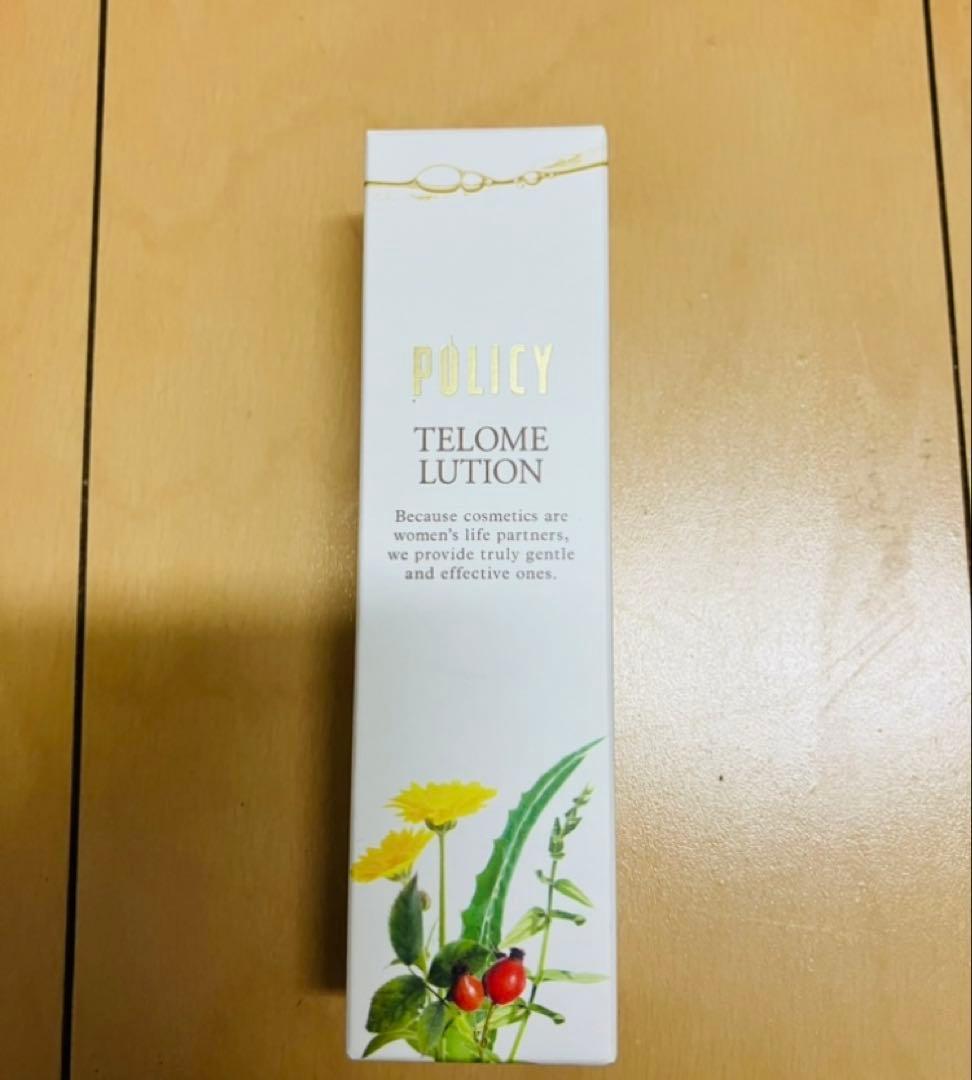 POLICY
TELOME
LUTION
Because cosmetics are
women's life partners,
we provide truly gentle
and effective ones.